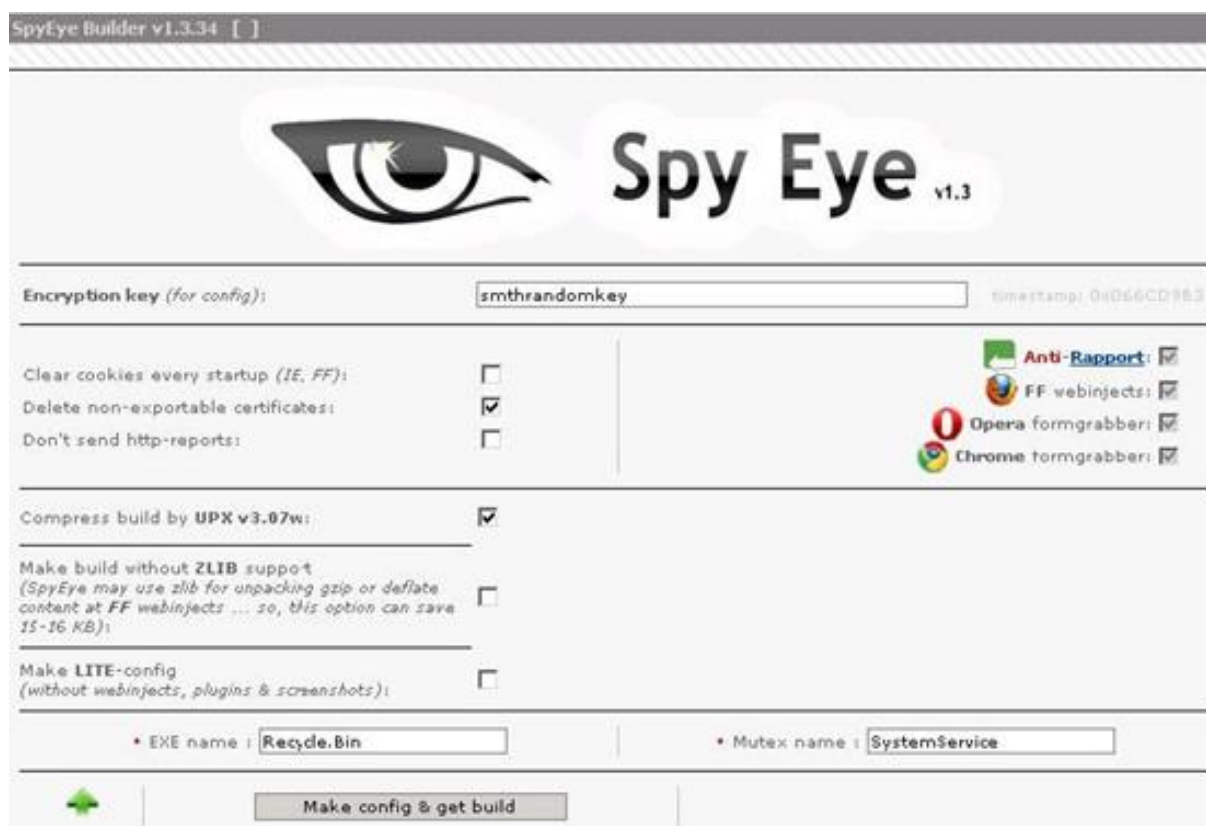 SpyEye Builder v1.3.34 [ ]
Spy Eye v1.3
Encryption key (for config):
smthrandomkey
timestamp: 0x066CD9B3
Clear cookies every startup (IE, FF):
Delete non-exportable certificates:
Don't send http-reports:
Anti-Rapport:
FF webinjects:
Opera formgrabber:
Chrome formgrabber:
Compress build by UPX v3.07w:
Make build without ZLIB support
(SpyEye may use zlib for unpacking gzip or deflate
content at FF webinjects ... so, this option can save
15-16 KB):
Make LITE-config
(without webinjects, plugins & screenshots):
• EXE name : Recycle.Bin
• Mutex name : SystemService
Make config & get build